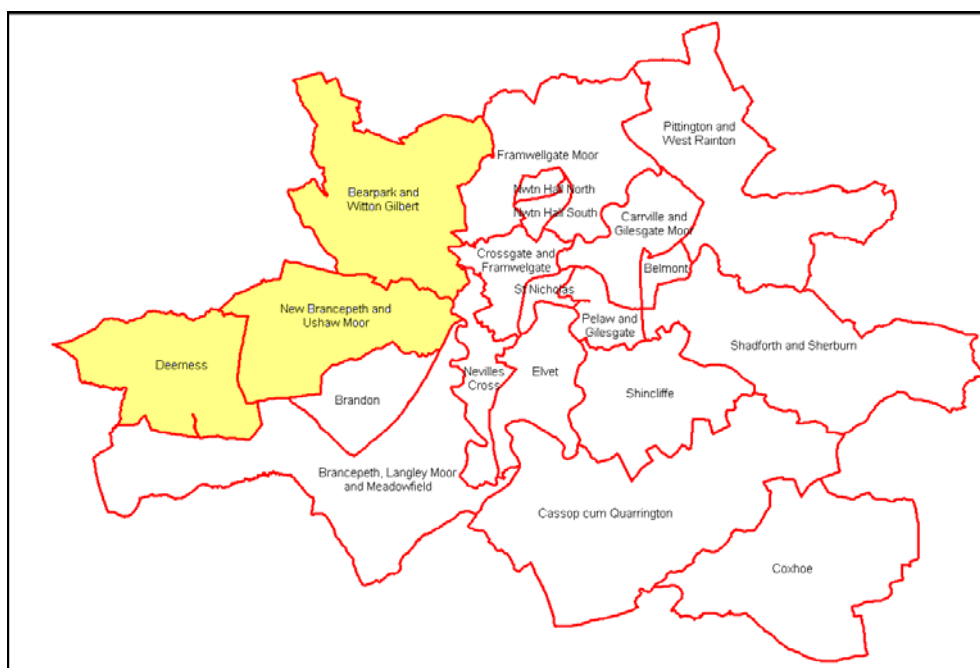 Pittington and
West Rainton
Framwellgate Moor
Bearpark and
Witton Gilbert
Nwtn Hall North
Nwtn Hall South
Carrville and
Gilesgate Moor
Crossgate and
Framwelgate
Belmont
St Nicholas
New Brancepeth and
Ushaw Moor
Pelaw and
Gilesgate
Shadforth and Sherburn
Deerness
Nevilles
Cross
Elvet
Shincliffe
Brandon
Brancepeth, Langley Moor
and Meadowfield
Cassop cum Quarrington
Coxhoe